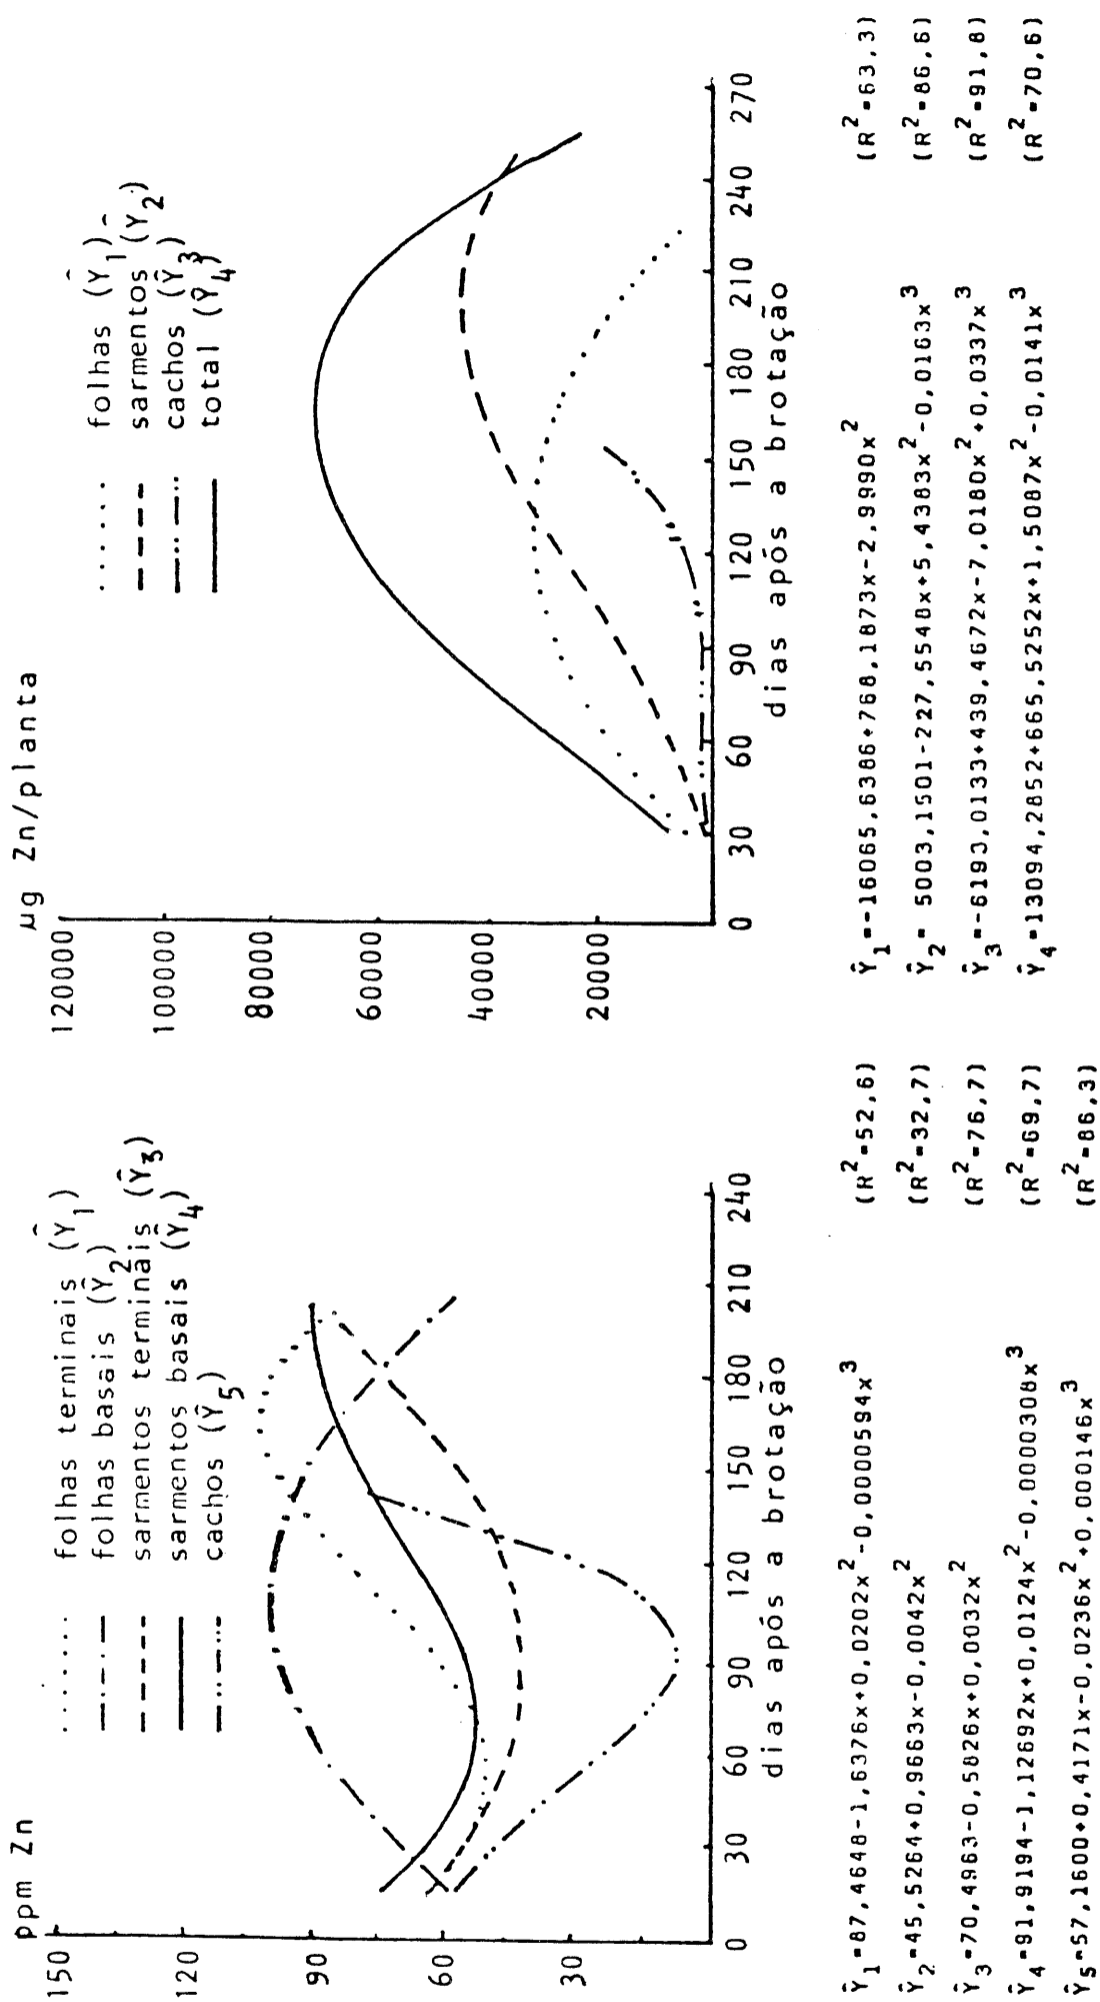 ppm Zn
150
120
90
60
30
0
30
60
90
120
150
180
210
240
dias após a brotação
folhas terminais (Ŷ1)
folhas basais (Ŷ2)
sarmentos terminais (Ŷ3)
sarmentos basais (Ŷ4)
cachos (Ŷ5)
Ŷ1=87,4648-1,6376x+0,0202x²-0,0000594x³ (R²=52,6)
Ŷ2=45,5264+0,9663x-0,0042x² (R²=32,7)
Ŷ3=70,4963-0,5826x+0,0032x² (R²=76,7)
Ŷ4=91,9194-1,12692x+0,0124x²-0,0000308x³ (R²=69,7)
Ŷ5=57,1600+0,4171x-0,0236x²+0,000146x³ (R²=86,3)
µg Zn/planta
120000
100000
80000
60000
40000
20000
0
30
60
90
120
150
180
210
240
270
dias após a brotação
folhas (Ŷ1)
sarmentos (Ŷ2)
cachos (Ŷ3)
total (Ŷ4)
Ŷ1=-16065,6386+768,1873x-2,9990x² (R²=63,3)
Ŷ2= 5003,1501-227,5540x+5,4383x²-0,0163x³ (R²=86,6)
Ŷ3=-6193,0133+439,4672x-7,0180x²+0,0337x³ (R²=91,8)
Ŷ4=13094,2852+665,5252x+1,5087x²-0,0141x³ (R²=70,6)